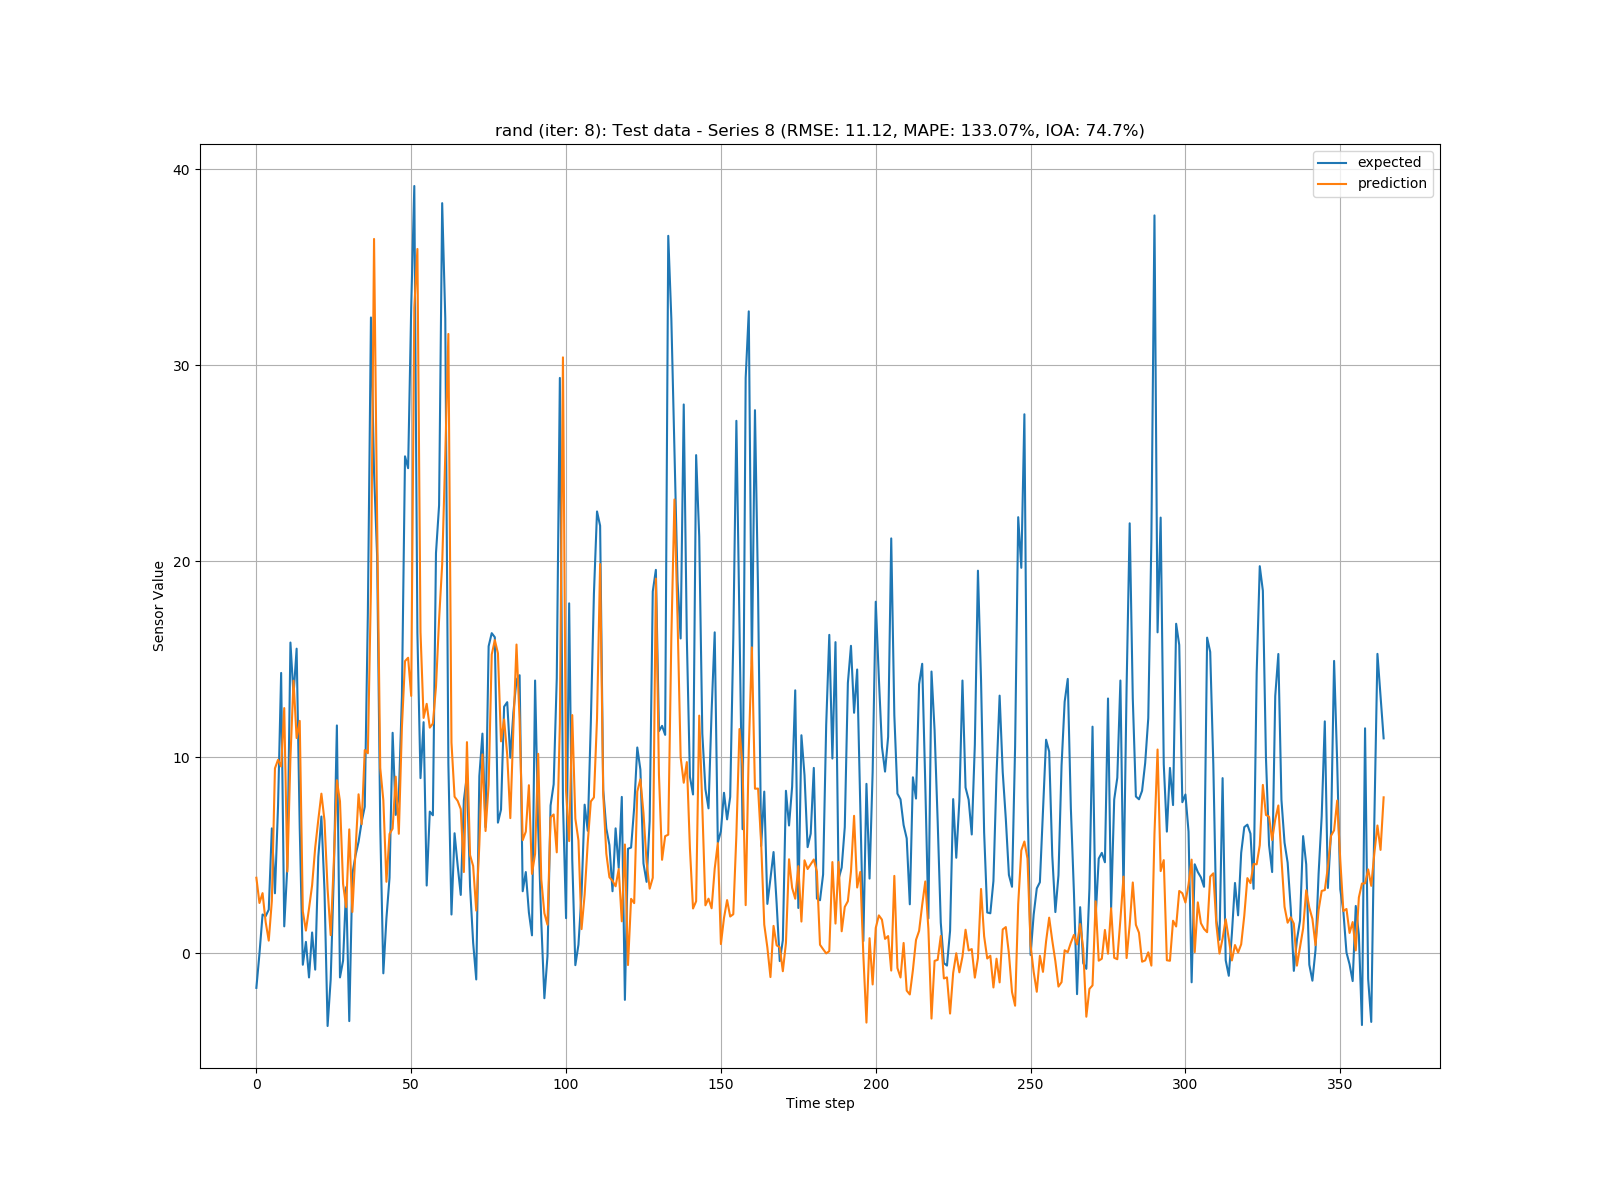 rand (iter: 8): Test data - Series 8 (RMSE: 11.12, MAPE: 133.07%, IOA: 74.7%)
expected
prediction
40
30
20
10
0
Sensor Value
0 50 100 150 200 250 300 350
Time step